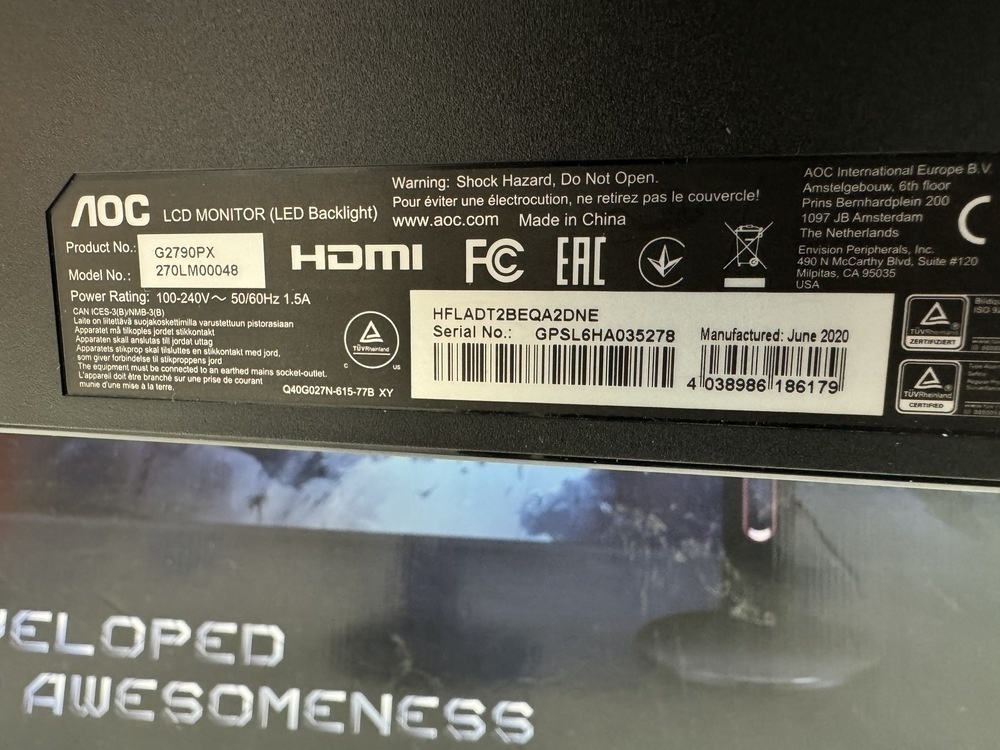 AOC LCD MONITOR (LED Backlight)
Product No.: G2790PX
Model No.: 270LM00048
Power Rating: 100-240V～ 50/60Hz 1.5A
CAN ICES-3(B)/NMB-3(B)
Laite on liitettävä suojakoskettimilla varustettuun pistorasiaan
Apparatet må tilkoples jordet stikkontakt
Apparaten skall anslutas till jordat uttag
Apparatets stikprop skal tilsluttes en stikkontakt med jord,
som giver forbindelse til stikproppens jord
The equipment must be connected to an earthed mains socket-outlet.
L'appareil doit être branché sur une prise de courant
munie d'une mise à la terre.
Q40G027N-615-77B XY
Warning: Shock Hazard, Do Not Open.
Pour éviter une électrocution, ne retirez pas le couvercle!
www.aoc.com Made in China
HDMI FC EAC
TÜVRheinland
C US
HFLADT2BEQA2DNE
Serial No.: GPSL6HA035278
Manufactured: June 2020
4 038986 186179
AOC International Europe B.V.
Amstelgebouw, 6th floor
Prins Bernhardplein 200
1097 JB Amsterdam
The Netherlands
Envision Peripherals, Inc.
490 N McCarthy Blvd, Suite #120
Milpitas, CA 95035
USA
TÜVRheinland
ZERTIFIZIERT
TÜVRheinland
CERTIFIED
VELOPED
AWESOMENESS